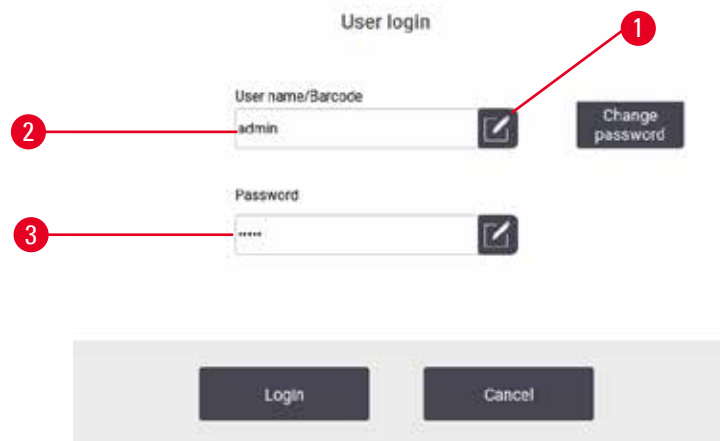 User login
1
User name/Barcode
2
admin
Change
password
Password
3
•••••
Login
Cancel